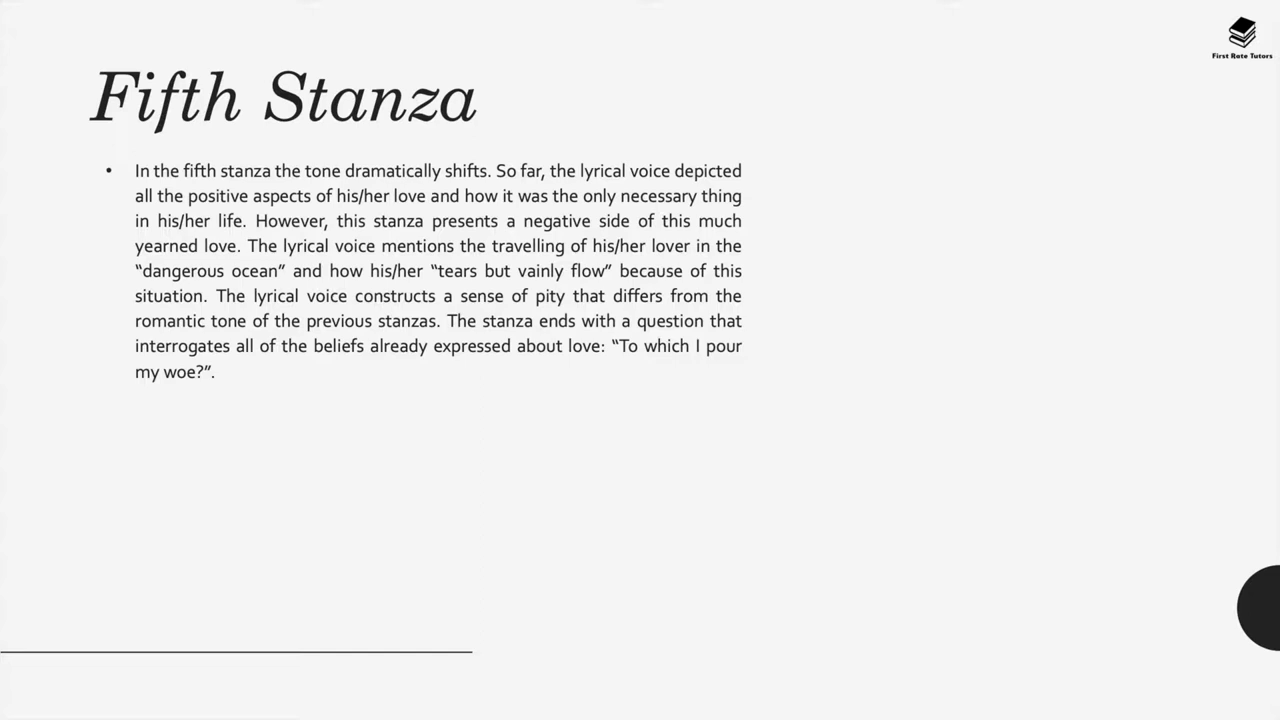 First Rate Tutors
Fifth Stanza
• In the fifth stanza the tone dramatically shifts. So far, the lyrical voice depicted
all the positive aspects of his/her love and how it was the only necessary thing
in his/her life. However, this stanza presents a negative side of this much
yearned love. The lyrical voice mentions the travelling of his/her lover in the
“dangerous ocean” and how his/her “tears but vainly flow” because of this
situation. The lyrical voice constructs a sense of pity that differs from the
romantic tone of the previous stanzas. The stanza ends with a question that
interrogates all of the beliefs already expressed about love: “To which I pour
my woe?”.